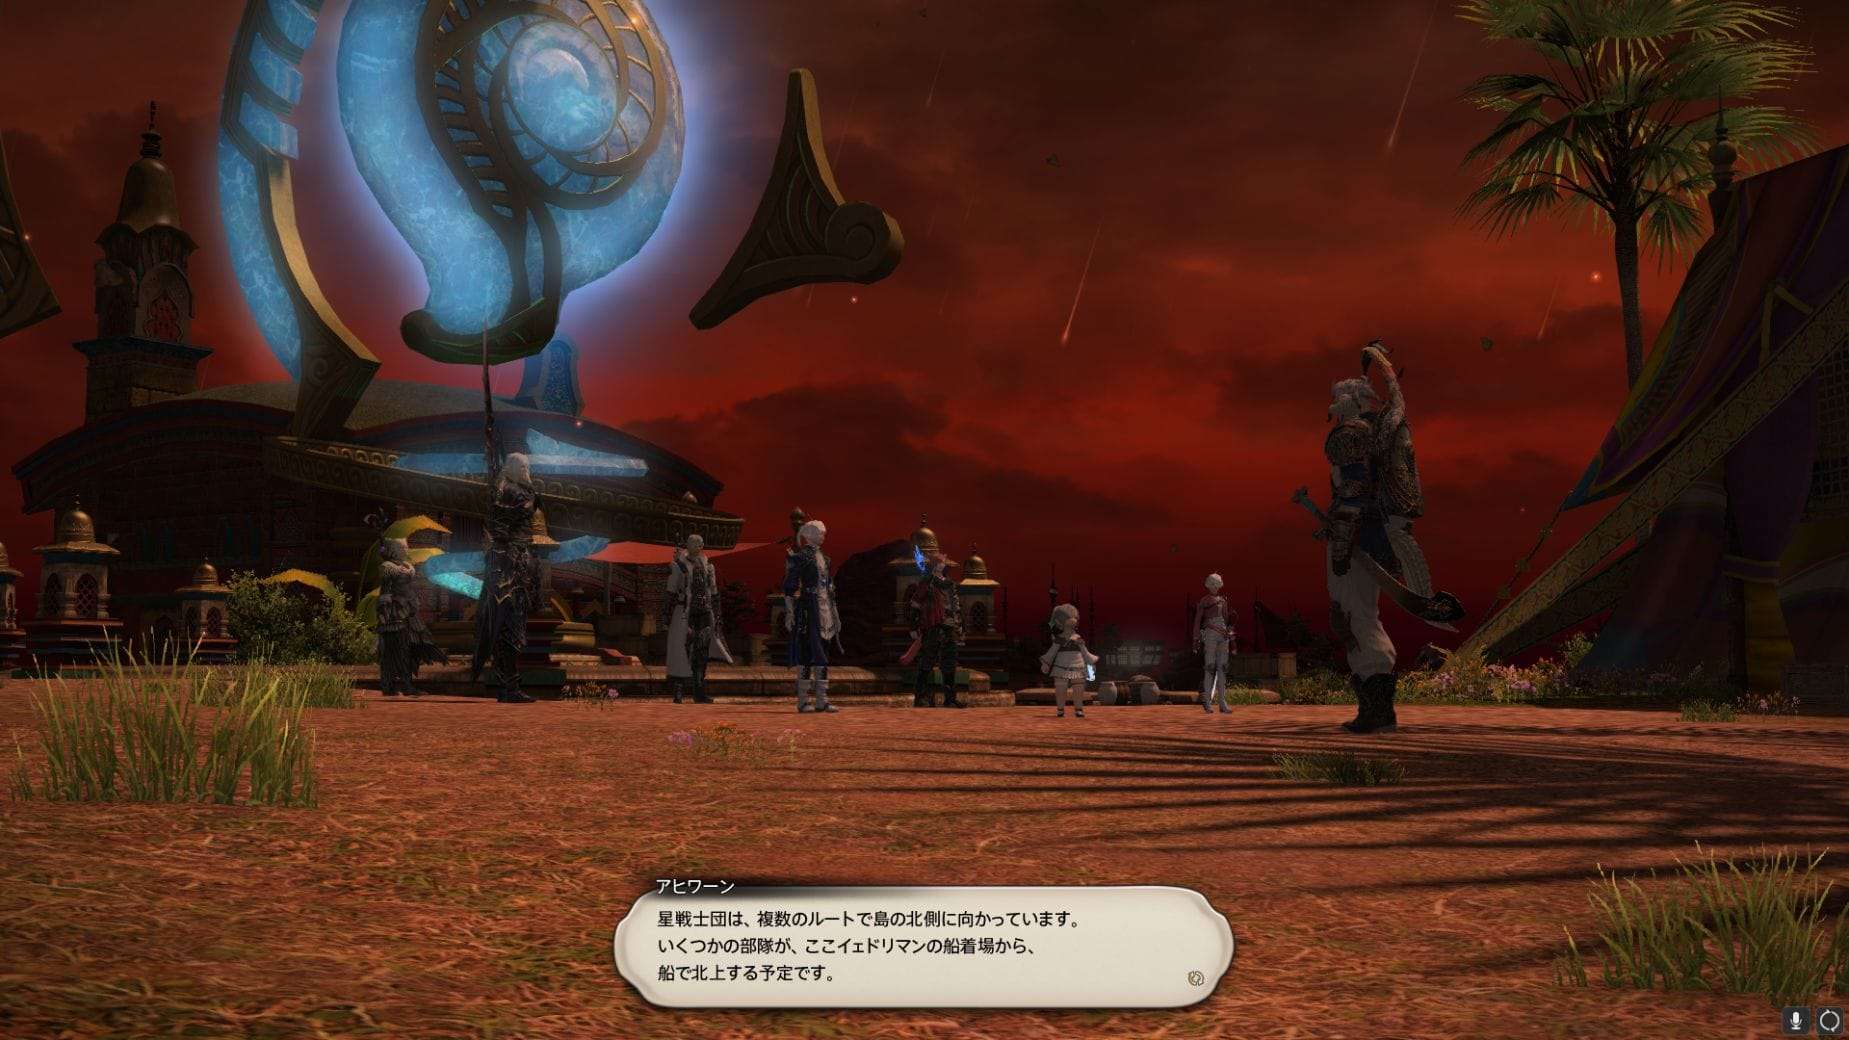 アヒワーン
星戦士団は、複数のルートで島の北側に向かっています。
いくつかの部隊が、ここイェドリマンの船着場から、
船で北上する予定です。